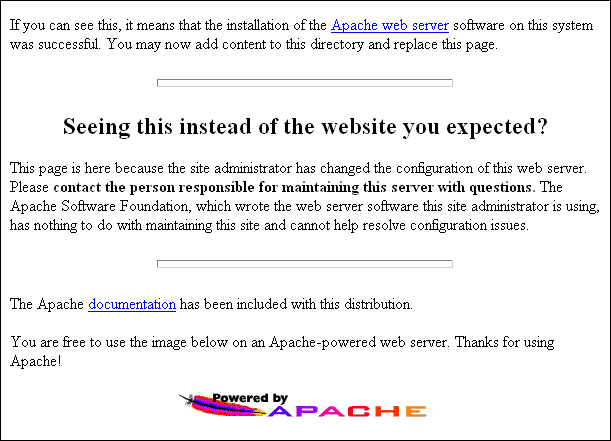 If you can see this, it means that the installation of the Apache web server software on this system
was successful. You may now add content to this directory and replace this page.
Seeing this instead of the website you expected?
This page is here because the site administrator has changed the configuration of this web server.
Please contact the person responsible for maintaining this server with questions. The
Apache Software Foundation, which wrote the web server software this site administrator is using,
has nothing to do with maintaining this site and cannot help resolve configuration issues.
The Apache documentation has been included with this distribution.
You are free to use the image below on an Apache-powered web server. Thanks for using
Apache!
Powered by
APACHE